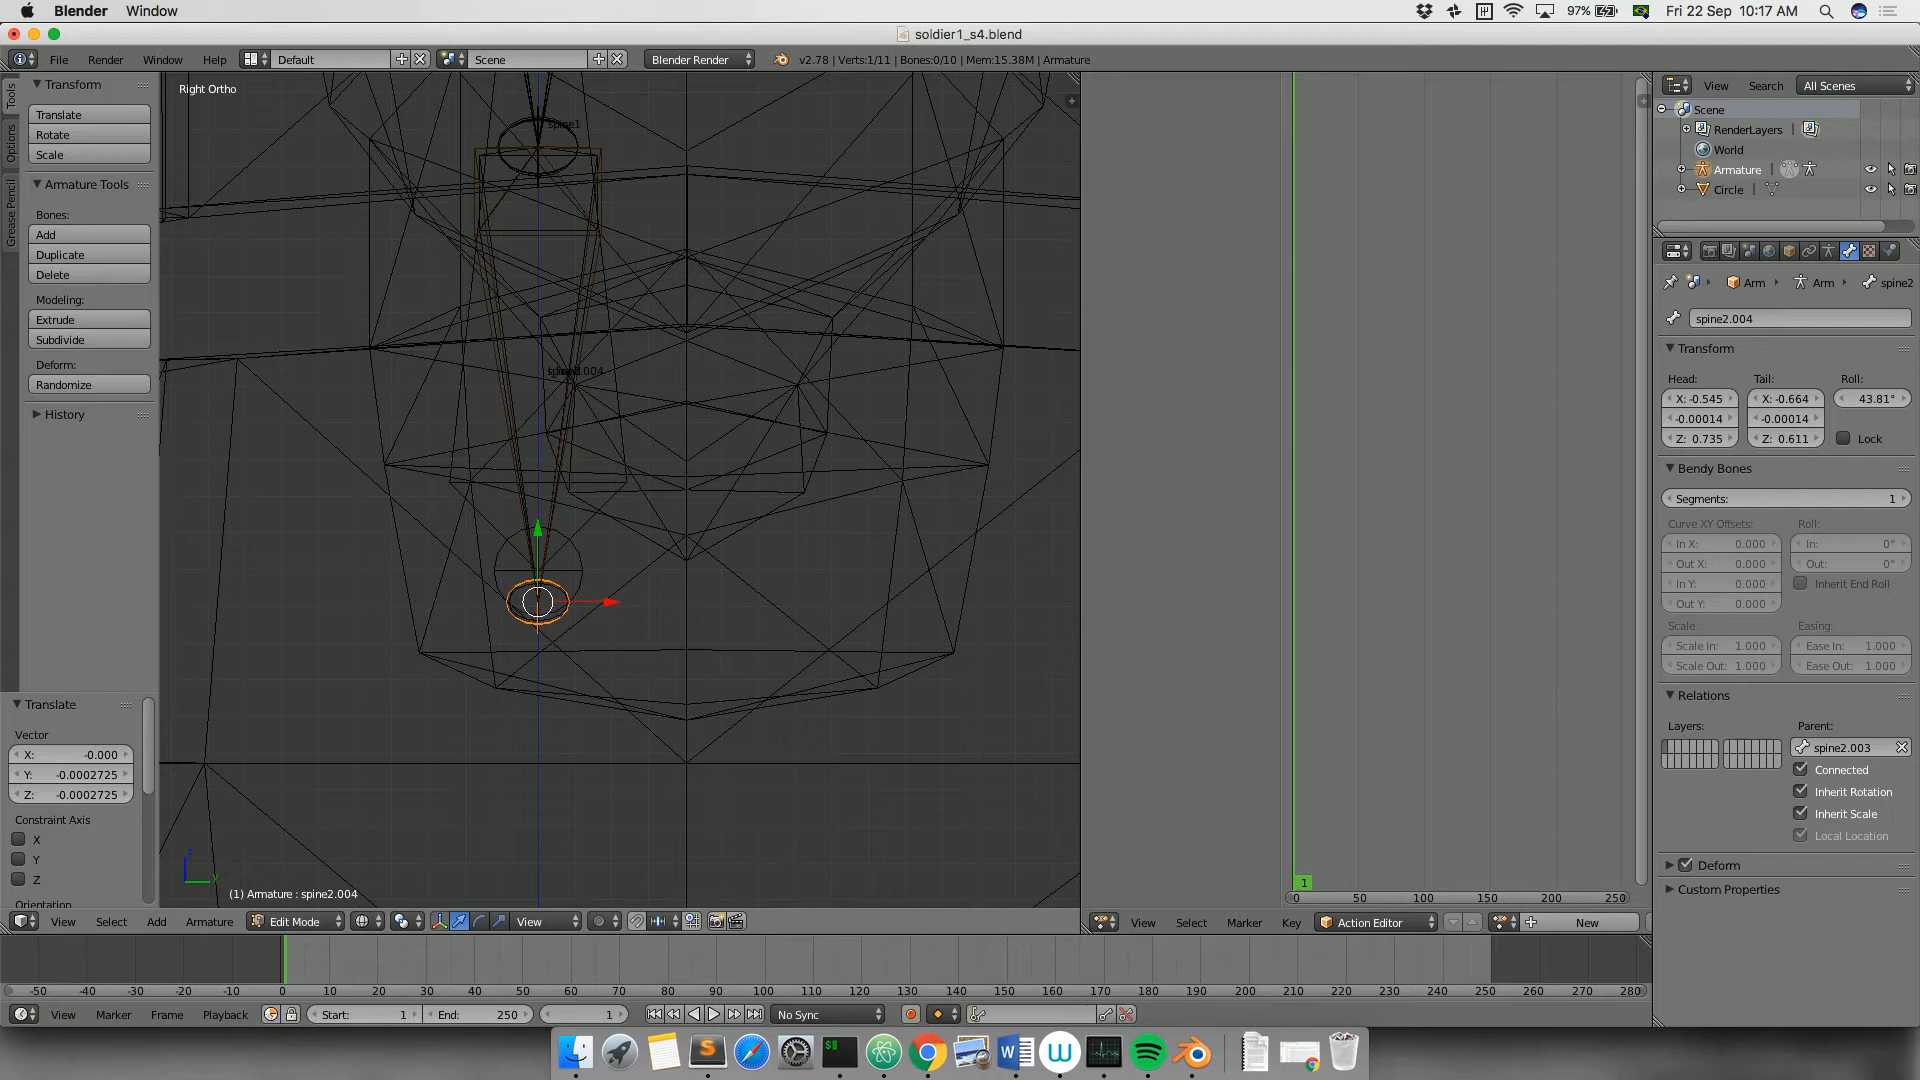 Blender Window 97% Fri 22 Sep 10:17 AM
soldier1_s4.blend
File Render Window Help Default Scene Blender Render v2.78 | Verts:1/11 | Bones:0/10 | Mem:15.38M | Armature
Tools
Options
Grease Pencil
Transform
Translate
Rotate
Scale
Armature Tools
Bones:
Add
Duplicate
Delete
Modeling:
Extrude
Subdivide
Deform:
Randomize
History
Translate
Vector
X: -0.000
Y: -0.0002725
Z: -0.0002725
Constraint Axis
X
Y
Z
Orientation
Right Ortho
spine1
z
y
(1) Armature : spine2.004
View Select Add Armature Edit Mode View
1
0 50 100 150 200 250
View Select Marker Key Action Editor New
View Search All Scenes
Scene
RenderLayers
World
Armature
Circle
Arm Arm spine2
spine2.004
Transform
Head: Tail: Roll:
X: -0.545 X: -0.664 43.81°
-0.00014 -0.00014
Z: 0.735 Z: 0.611 Lock
Bendy Bones
Segments: 1
Curve XY Offsets: Roll:
In X: 0.000 In: 0°
Out X: 0.000 Out: 0°
In Y: 0.000 Inherit End Roll
Out Y: 0.000
Scale: Easing:
Scale In: 1.000 Ease In: 1.000
Scale Out: 1.000 Ease Out: 1.000
Relations
Layers: Parent:
spine2.003
Connected
Inherit Rotation
Inherit Scale
Local Location
Deform
Custom Properties
-50 -40 -30 -20 -10 0 10 20 30 40 50 60 70 80 90 100 110 120 130 140 150 160 170 180 190 200 210 220 230 240 250 260 270 280
View Marker Frame Playback Start: 1 End: 250 1 No Sync